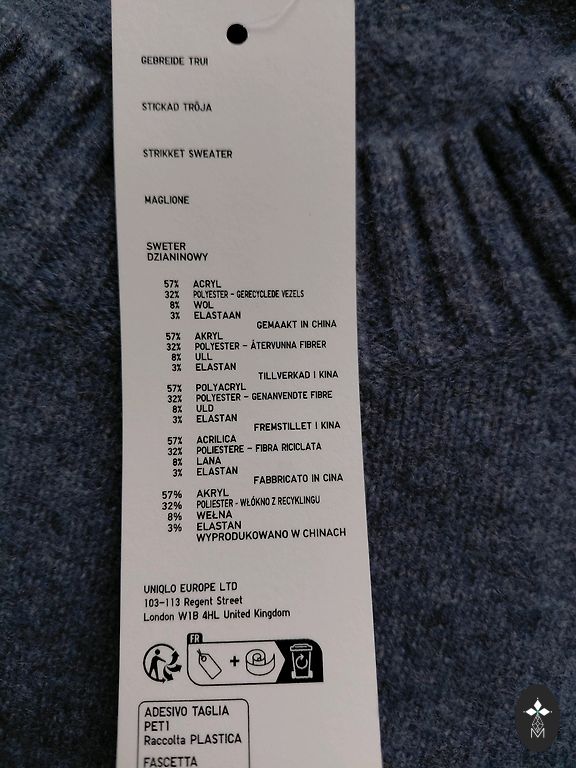 GEBREIDE TRUI
STICKAD TRÖJA
STRIKKET SWEATER
MAGLIONE
SWETER
DZIANINOWY
57% ACRYL
32% POLYESTER – GERECYCLEDE VEZELS
8% WOL
3% ELASTAAN
GEMAAKT IN CHINA
57% AKRYL
32% POLYESTER – ÅTERVUNNA FIBRER
8% ULL
3% ELASTAN
TILLVERKAD I KINA
57% POLYACRYL
32% POLYESTER – GENANVENDTE FIBRE
8% ULD
3% ELASTAN
FREMSTILLET I KINA
57% ACRILICA
32% POLIESTERE – FIBRA RICICLATA
8% LANA
3% ELASTAN
FABBRICATO IN CINA
57% AKRYL
32% POLIESTER – WŁÓKNO Z RECYKLINGU
8% WEŁNA
3% ELASTAN
WYPRODUKOWANO W CHINACH
UNIQLO EUROPE LTD
103–113 Regent Street
London W1B 4HL United Kingdom
FR
+
ADESIVO TAGLIA
PET1
Raccolta PLASTICA
FASCETTA
M